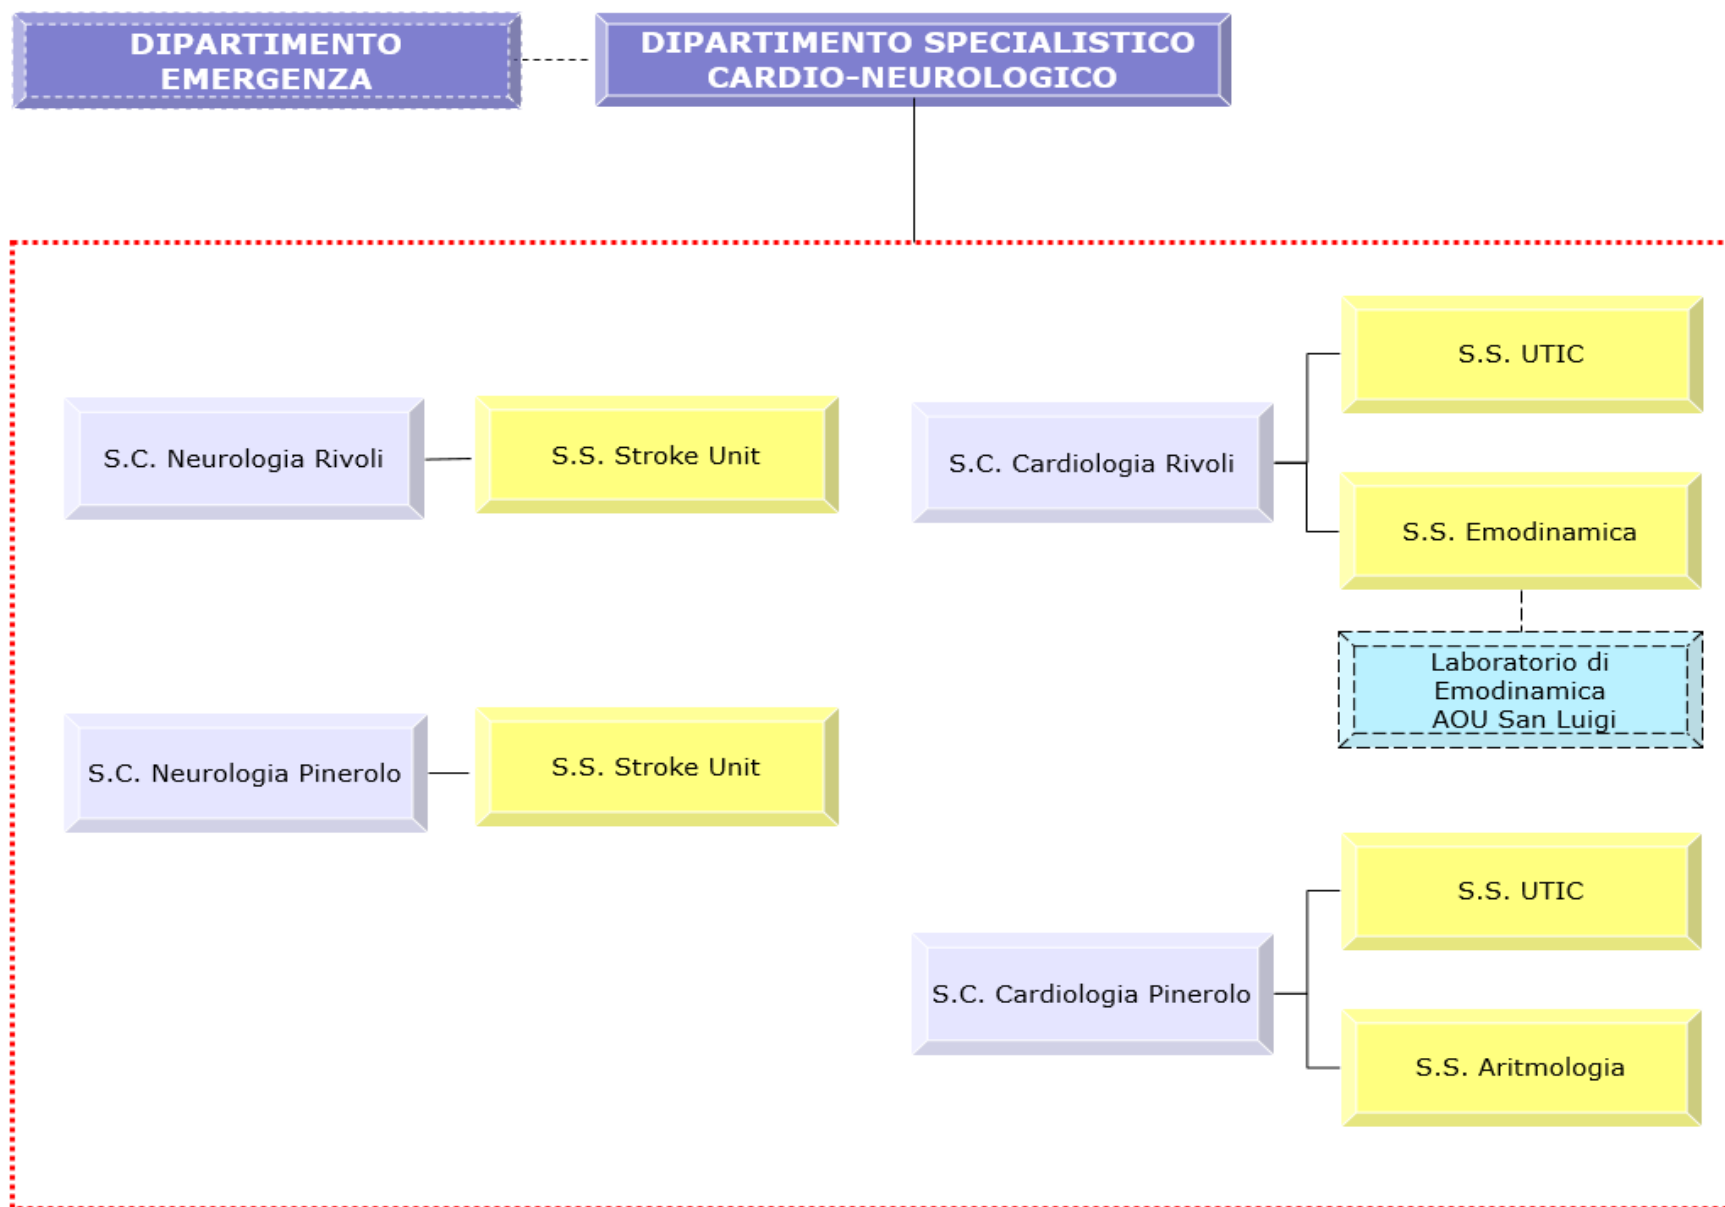 DIPARTIMENTO
EMERGENZA
DIPARTIMENTO SPECIALISTICO
CARDIO-NEUROLOGICO
S.C. Neurologia Rivoli
S.S. Stroke Unit
S.C. Neurologia Pinerolo
S.S. Stroke Unit
S.C. Cardiologia Rivoli
S.S. UTIC
S.S. Emodinamica
Laboratorio di
Emodinamica
AOU San Luigi
S.C. Cardiologia Pinerolo
S.S. UTIC
S.S. Aritmologia